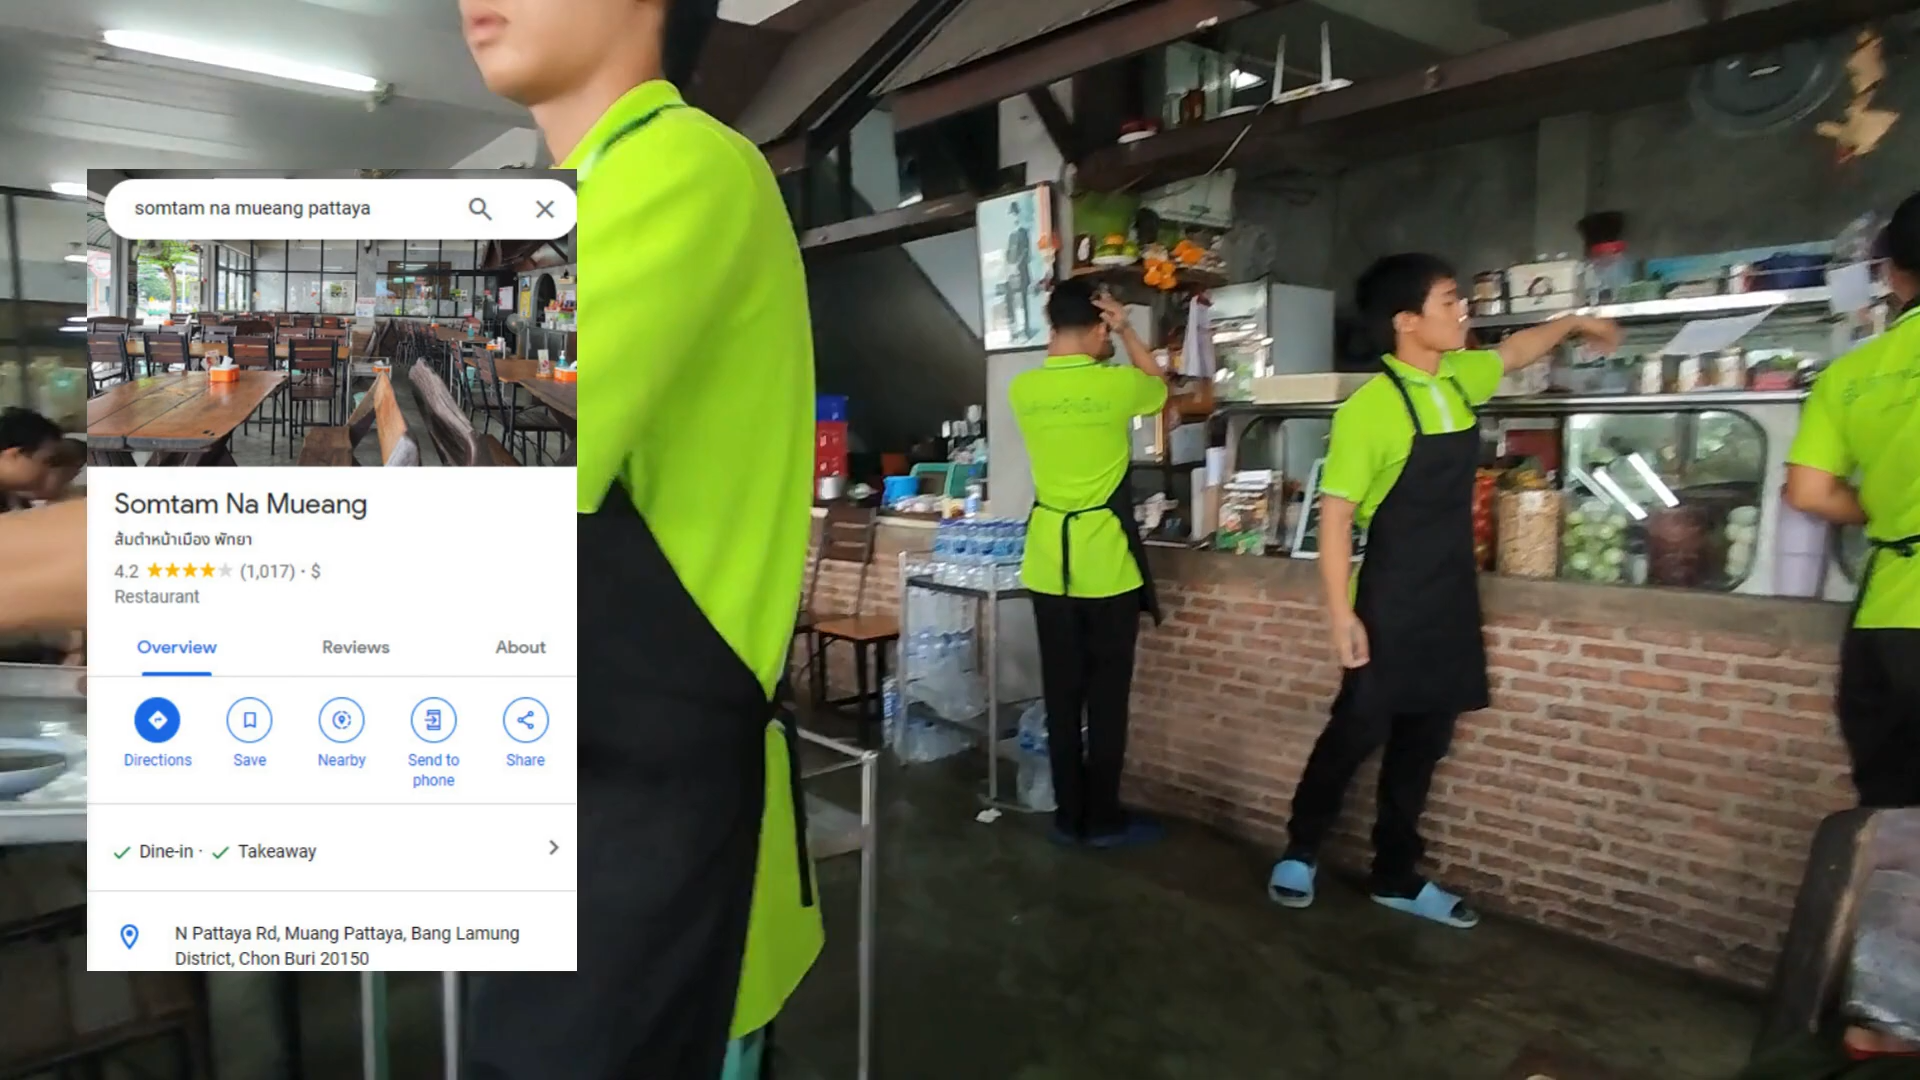 somtam na mueang pattaya
Somtam Na Mueang
ส้มตำหน้าเมือง พัทยา
4.2 (1,017) · $
Restaurant
Overview Reviews About
Directions Save Nearby Send to phone Share
Dine-in · Takeaway
N Pattaya Rd, Muang Pattaya, Bang Lamung
District, Chon Buri 20150